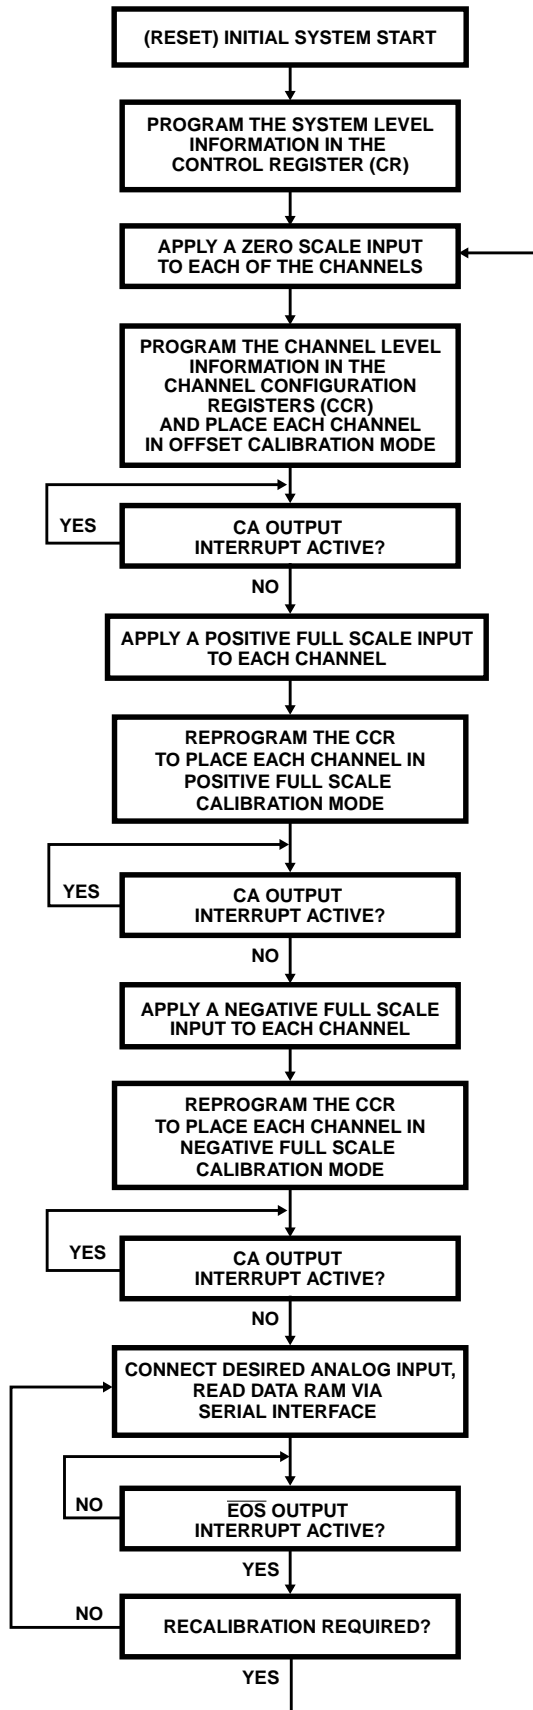 (RESET) INITIAL SYSTEM START
PROGRAM THE SYSTEM LEVEL
INFORMATION IN THE
CONTROL REGISTER (CR)
APPLY A ZERO SCALE INPUT
TO EACH OF THE CHANNELS
PROGRAM THE CHANNEL LEVEL
INFORMATION IN THE
CHANNEL CONFIGURATION
REGISTERS (CCR)
AND PLACE EACH CHANNEL
IN OFFSET CALIBRATION MODE
YES
CA OUTPUT
INTERRUPT ACTIVE?
NO
APPLY A POSITIVE FULL SCALE INPUT
TO EACH CHANNEL
REPROGRAM THE CCR
TO PLACE EACH CHANNEL IN
POSITIVE FULL SCALE
CALIBRATION MODE
YES
CA OUTPUT
INTERRUPT ACTIVE?
NO
APPLY A NEGATIVE FULL SCALE
INPUT TO EACH CHANNEL
REPROGRAM THE CCR
TO PLACE EACH CHANNEL IN
NEGATIVE FULL SCALE
CALIBRATION MODE
YES
CA OUTPUT
INTERRUPT ACTIVE?
NO
CONNECT DESIRED ANALOG INPUT,
READ DATA RAM VIA
SERIAL INTERFACE
NO
E̅O̅S̅ OUTPUT
INTERRUPT ACTIVE?
YES
NO
RECALIBRATION REQUIRED?
YES